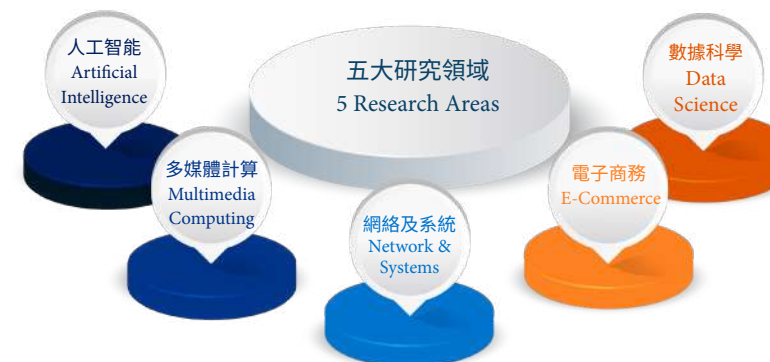 五大研究領域
5 Research Areas
人工智能
Artificial
Intelligence
多媒體計算
Multimedia
Computing
網絡及系統
Network &
Systems
電子商務
E-Commerce
數據科學
Data
Science